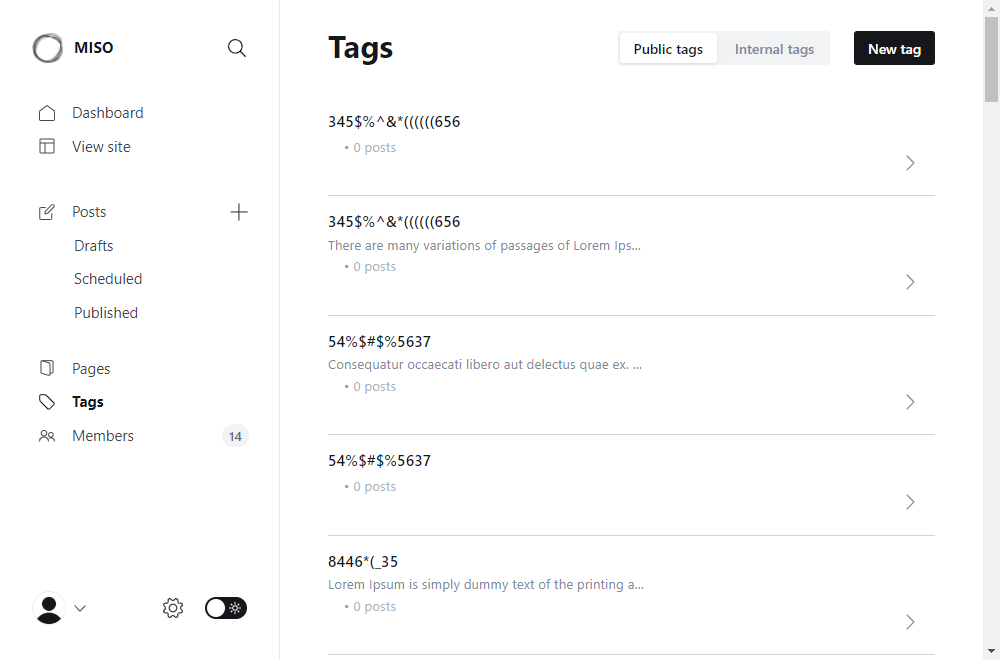 MISO
Dashboard
View site
Posts
Drafts
Scheduled
Published
Pages
Tags
Members 14
Tags
Public tags Internal tags New tag
345$%^&*((((((656
• 0 posts
345$%^&*((((((656
There are many variations of passages of Lorem Ips...
• 0 posts
54%$#$%5637
Consequatur occaecati libero aut delectus quae ex. ...
• 0 posts
54%$#$%5637
• 0 posts
8446*(_35
Lorem Ipsum is simply dummy text of the printing a...
• 0 posts